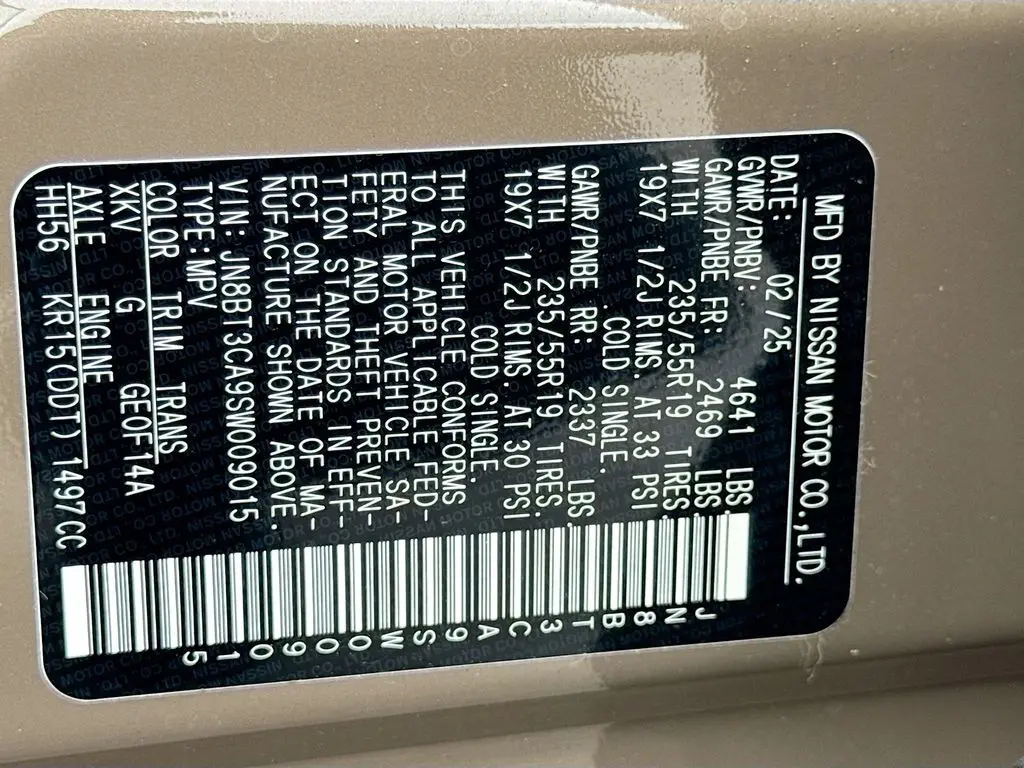 MFD BY NISSAN MOTOR CO.,LTD.
DATE: 02/25
GVWR/PNBV: 4641 LBS.
GAWR/PNBE FR: 2469 LBS.
WITH 235/55R19 TIRES.
19X7 1/2J RIMS. AT 33 PSI
COLD SINGLE.
GAWR/PNBE RR: 2337 LBS.
WITH 235/55R19 TIRES.
19X7 1/2J RIMS. AT 30 PSI
COLD SINGLE.
THIS VEHICLE CONFORMS
TO ALL APPLICABLE FED-
ERAL MOTOR VEHICLE SA-
FETY AND THEFT PREVEN-
TION STANDARDS IN EFF-
ECT ON THE DATE OF MA-
NUFACTURE SHOWN ABOVE.
VIN: JN8BT3CA9SW009015
TYPE:MPV
COLOR TRIM TRANS
XKV G GE0F14A
AXLE ENGINE
HH56 KR15(DDT) 1497CC
JN8BT3CA9SW009015